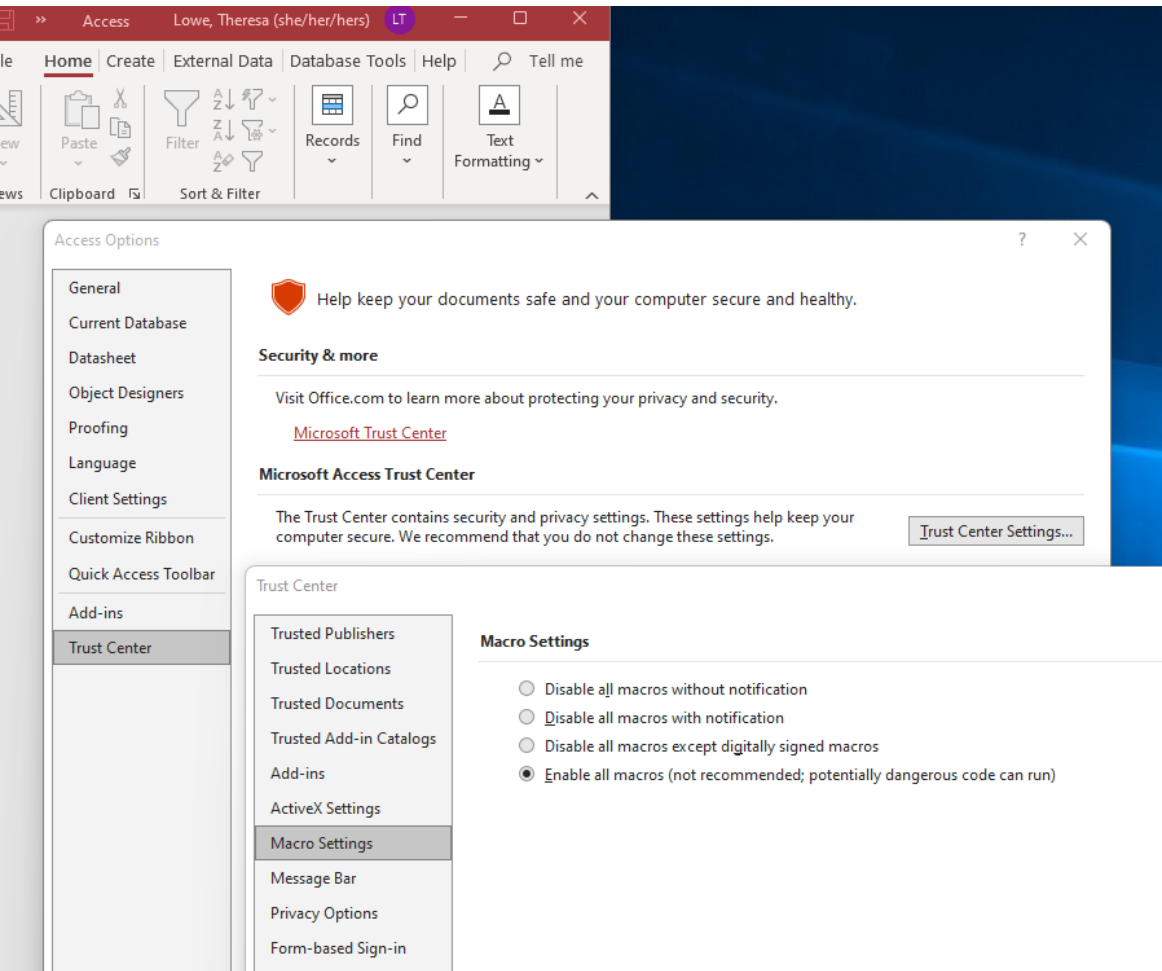 » Access Lowe, Theresa (she/her/hers) LT
le Home Create External Data Database Tools Help Tell me
ew Paste Filter Records Find Text
Formatting
ews Clipboard Sort & Filter
Access Options ?
General
Current Database
Datasheet
Object Designers
Proofing
Language
Client Settings
Customize Ribbon
Quick Access Toolbar
Add-ins
Trust Center
Help keep your documents safe and your computer secure and healthy.
Security & more
Visit Office.com to learn more about protecting your privacy and security.
Microsoft Trust Center
Microsoft Access Trust Center
The Trust Center contains security and privacy settings. These settings help keep your
computer secure. We recommend that you do not change these settings.
Trust Center Settings...
Trust Center
Trusted Publishers
Trusted Locations
Trusted Documents
Trusted Add-in Catalogs
Add-ins
ActiveX Settings
Macro Settings
Message Bar
Privacy Options
Form-based Sign-in
Macro Settings
Disable all macros without notification
Disable all macros with notification
Disable all macros except digitally signed macros
Enable all macros (not recommended; potentially dangerous code can run)